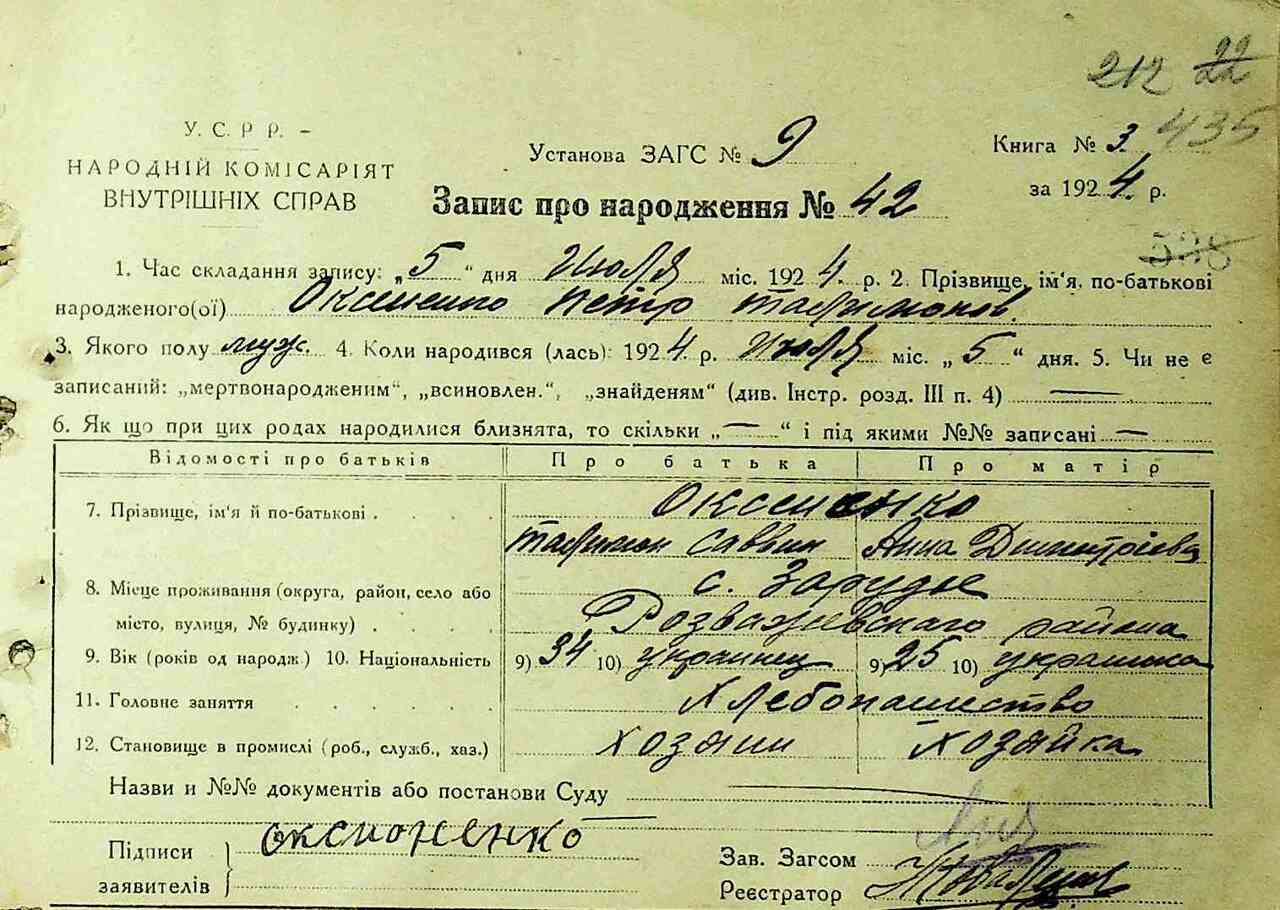 212 22/22
435
У. С. Р Р. –
НАРОДНІЙ КОМІСАРІЯТ
ВНУТРІШНІХ СПРАВ
Установа ЗАГС № 9
Книга № 3
за 1924 р.
Запис про народження № 42
1. Час складання запису: „5“ дня Июля міс. 1924 р. 2. Прізвище, ім'я, по-батькові
народженого(ої) Оксененко Петір
3. Якого полу муж. 4. Коли народився (лась): 1924 р. Июля міс. „5“ дня. 5. Чи не є
записаний: „мертвонародженим“, „всиновлен.“, „знайденям“ (див. Інстр. розд. III п. 4) —
6. Як що при цих родах народилися близнята, то скільки „—“ і під якими №№ записані —
Відомості про батьків Про батька Про матір
7. Прізвище, ім'я й по-батькові . . . . Оксененко
Саввин Анна Дмитріевна
8. Місце проживання (округа, район, село або с. Зарудье
місто, вулиця, № будинку) . . . . Розважевскаго района
9. Вік (років од народж.) 10. Національність 9) 34 10) украинец 9) 25 10) украинка
11. Головне заняття . . . . . Хлебопашество
12. Становище в промислі (роб., служб., хаз.) хозяин хозяйка
Назви и №№ документів або постанови Суду
Підписи
заявителів
Оксюненко
Зав. Загсом
Реєстратор